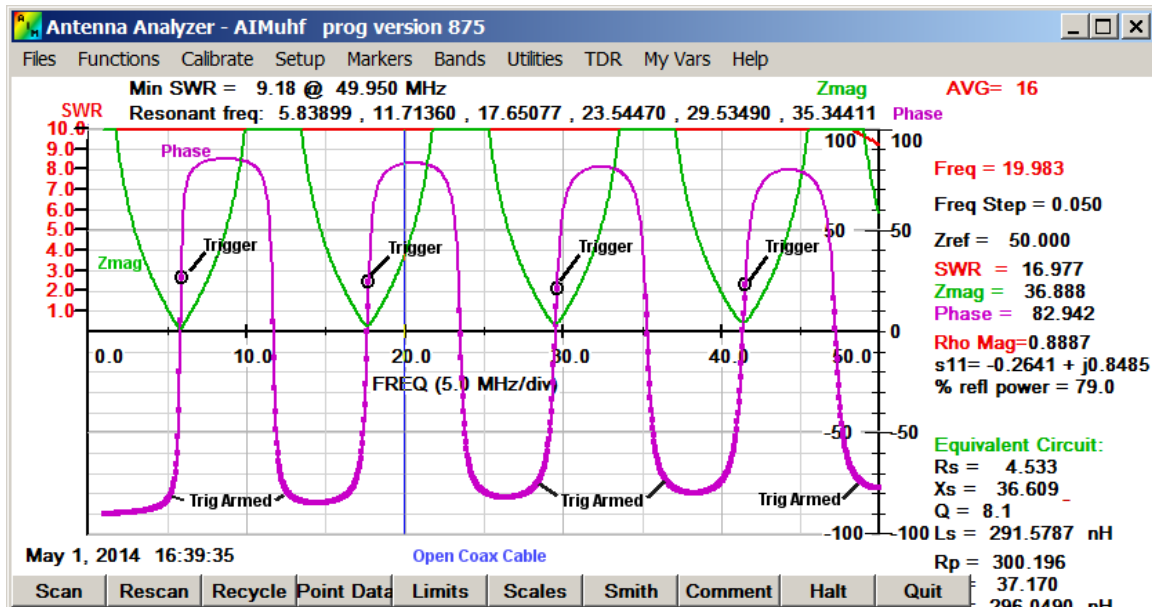 Antenna Analyzer - AIMuhf prog version 875
Files Functions Calibrate Setup Markers Bands Utilities TDR My Vars Help
Min SWR = 9.18 @ 49.950 MHz
Zmag
AVG= 16
SWR
Resonant freq: 5.83899 , 11.71360 , 17.65077 , 23.54470 , 29.53490 , 35.34411
Phase
10.0
9.0
8.0
7.0
6.0
5.0
4.0
3.0
2.0
1.0
Phase
Zmag
Trigger
Trigger
Trigger
Trigger
100
50
100
50
0
-50
-50
-100
-100
0.0 10.0 20.0 30.0 40.0 50.0
FREQ (5.0 MHz/div)
Trig Armed
Trig Armed
Trig Armed
Freq = 19.983
Freq Step = 0.050
Zref = 50.000
SWR = 16.977
Zmag = 36.888
Phase = 82.942
Rho Mag=0.8887
s11= -0.2641 + j0.8485
% refl power = 79.0
Equivalent Circuit:
Rs = 4.533
Xs = 36.609
Q = 8.1
Ls = 291.5787 nH
Rp = 300.196
= 37.170
= 296.0490 nH
May 1, 2014 16:39:35
Open Coax Cable
Scan Rescan Recycle Point Data Limits Scales Smith Comment Halt Quit